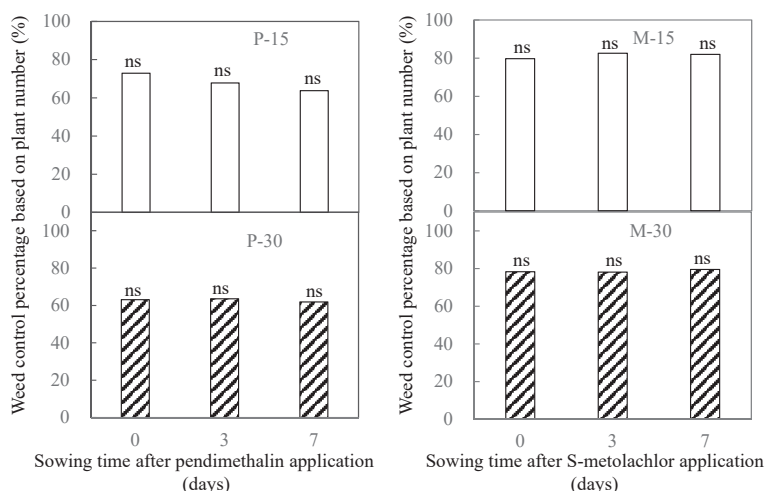 Weed control percentage based on plant number (%)
100
80
60
40
20
0
P-15
ns
ns
ns
100
80
60
40
20
0
P-30
ns
ns
ns
0
3
7
Sowing time after pendimethalin application
(days)
Weed control percentage based on plant number (%)
100
80
60
40
20
0
M-15
ns
ns
ns
100
80
60
40
20
0
M-30
ns
ns
ns
0
3
7
Sowing time after S-metolachlor application
(days)